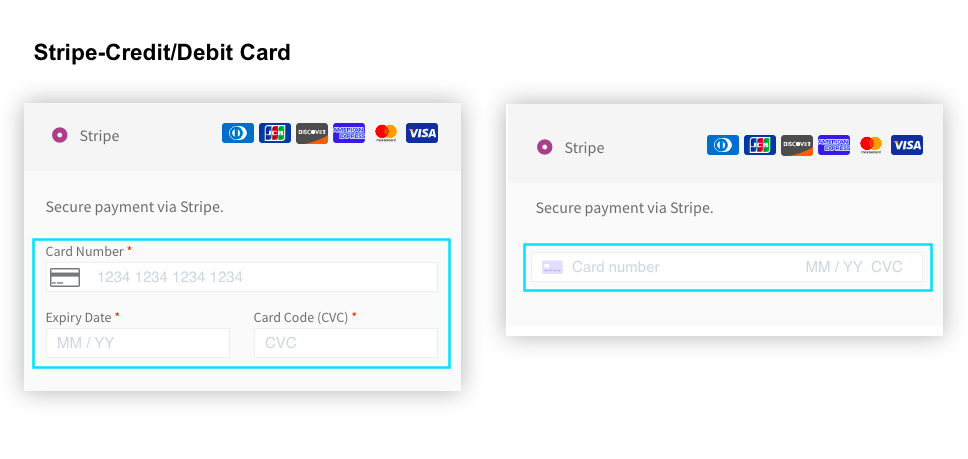 Stripe-Credit/Debit Card
Stripe
JCB DISCOVER AMERICAN EXPRESS mastercard VISA
Secure payment via Stripe.
Card Number *
1234 1234 1234 1234
Expiry Date *
Card Code (CVC) *
MM / YY
CVC
Stripe
JCB DISCOVER AMERICAN EXPRESS mastercard VISA
Secure payment via Stripe.
Card number MM / YY CVC